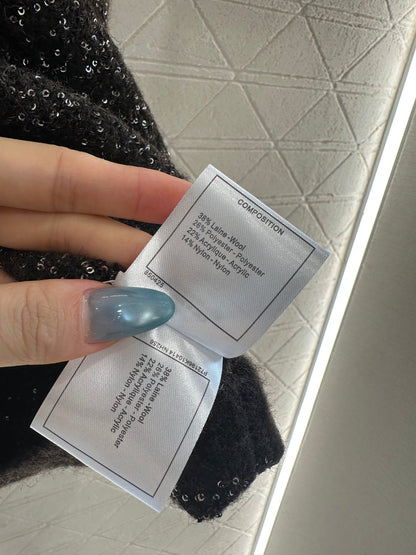 COMPOSITION
38% Laine-Wool
26% Polyester - Polyester
22% Acrylique - Acrylic
14% Nylon - Nylon
850425
38% Laine-Wool
26% Polyester - Polyester
22% Acrylique - Acrylic
14% Nylon - Nylon